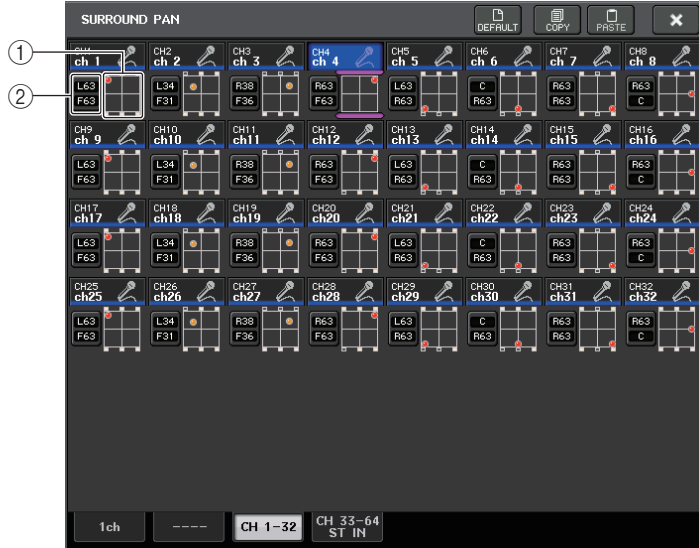 SURROUND PAN
DEFAULT COPY PASTE
①
②
CH2 CH3 CH4 CH5 CH6 CH7 CH8
ch 1 ch 2 ch 3 ch 4 ch 5 ch 6 ch 7 ch 8
L63 L34 R38 R63 L63 C R63 R63
F63 F31 F36 F63 R63 R63 R63 C
CH9 CH10 CH11 CH12 CH13 CH14 CH15 CH16
ch 9 ch10 ch11 ch12 ch13 ch14 ch15 ch16
L63 L34 R38 R63 L63 C R63 R63
F63 F31 F36 F63 R63 R63 R63 C
CH17 CH18 CH19 CH20 CH21 CH22 CH23 CH24
ch17 ch18 ch19 ch20 ch21 ch22 ch23 ch24
L63 L34 R38 R63 L63 C R63 R63
F63 F31 F36 F63 R63 R63 R63 C
CH25 CH26 CH27 CH28 CH29 CH30 CH31 CH32
ch25 ch26 ch27 ch28 ch29 ch30 ch31 ch32
L63 L34 R38 R63 L63 C R63 R63
F63 F31 F36 F63 R63 R63 R63 C
1ch ---- CH 1-32 CH 33-64
ST IN